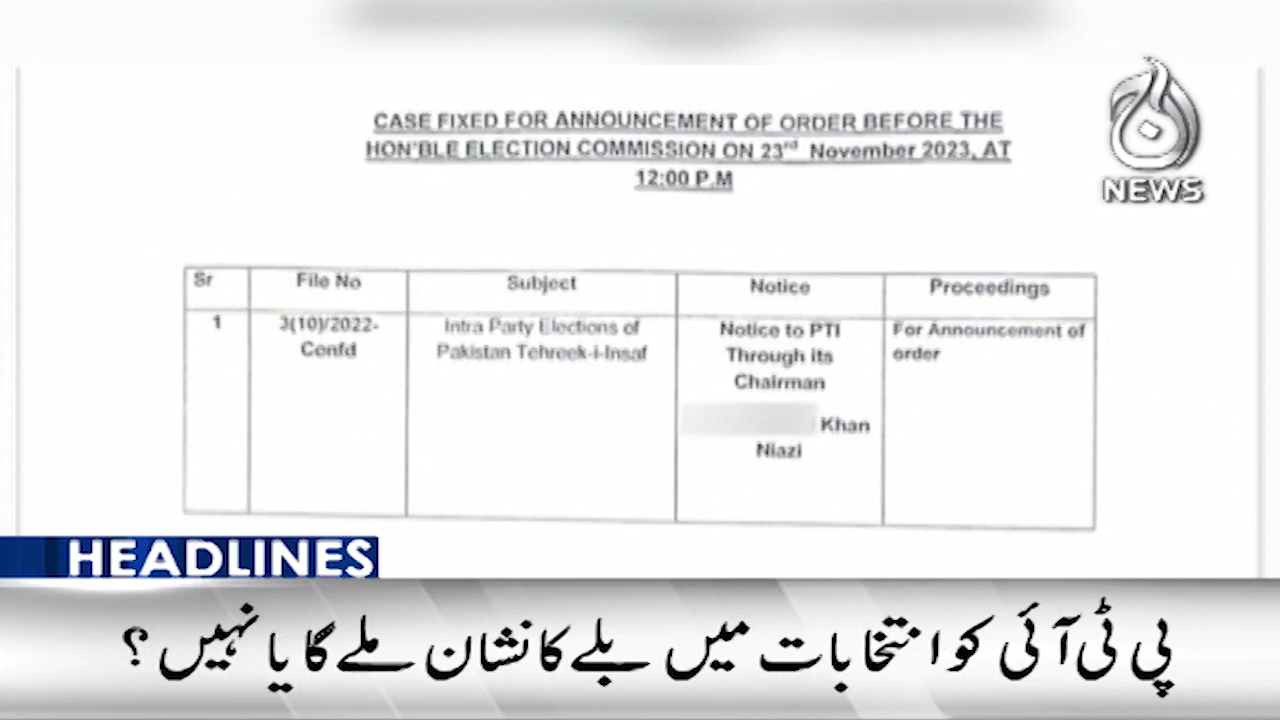 CASE FIXED FOR ANNOUNCEMENT OF ORDER BEFORE THE
HON'BLE ELECTION COMMISSION ON 23rd November 2023, AT
12:00 P.M
NEWS
Sr File No Subject Notice Proceedings
1 3(10)/2022- Intra Party Elections of Notice to PTI For Announcement of
Confd Pakistan Tehreek-i-Insaf Through its order
Chairman
Khan
Niazi
HEADLINES
پی ٹی آئی کو انتخابات میں بلے کا نشان ملے گا یا نہیں ؟